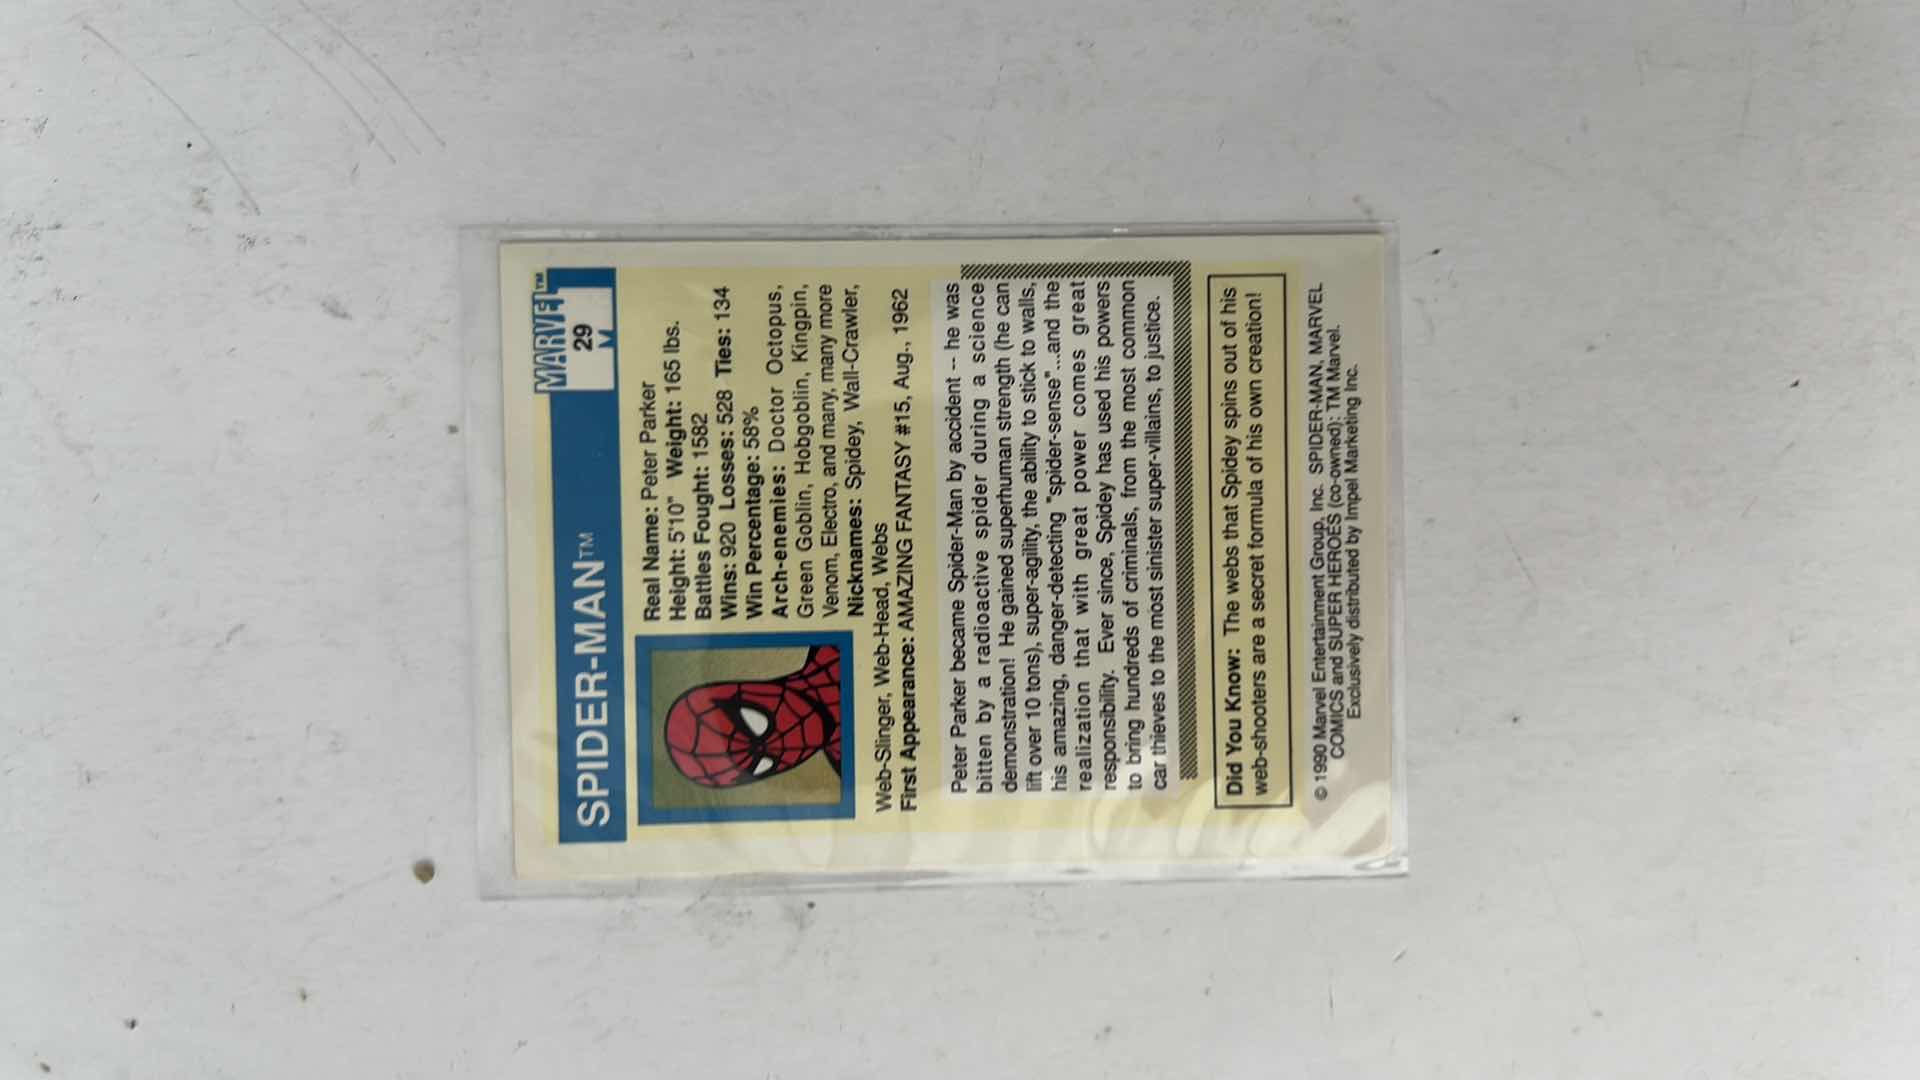 MARVEL™
SPIDER-MAN™
29
M
Real Name: Peter Parker
Height: 5'10" Weight: 165 lbs.
Battles Fought: 1582
Wins: 920 Losses: 528 Ties: 134
Win Percentage: 58%
Arch-enemies: Doctor Octopus,
Green Goblin, Hobgoblin, Kingpin,
Venom, Electro, and many, many more
Nicknames: Spidey, Wall-Crawler,
Web-Slinger, Web-Head, Webs
First Appearance: AMAZING FANTASY #15, Aug., 1962
Peter Parker became Spider-Man by accident -- he was
bitten by a radioactive spider during a science
demonstration! He gained superhuman strength (he can
lift over 10 tons), super-agility, the ability to stick to walls,
his amazing, danger-detecting "spider-sense"...and the
realization that with great power comes great
responsibility. Ever since, Spidey has used his powers
to bring hundreds of criminals, from the most common
car thieves to the most sinister super-villains, to justice.
Did You Know: The webs that Spidey spins out of his
web-shooters are a secret formula of his own creation!
© 1990 Marvel Entertainment Group, Inc. SPIDER-MAN, MARVEL
COMICS and SUPER HEROES (co-owned): TM Marvel.
Exclusively distributed by Impel Marketing Inc.